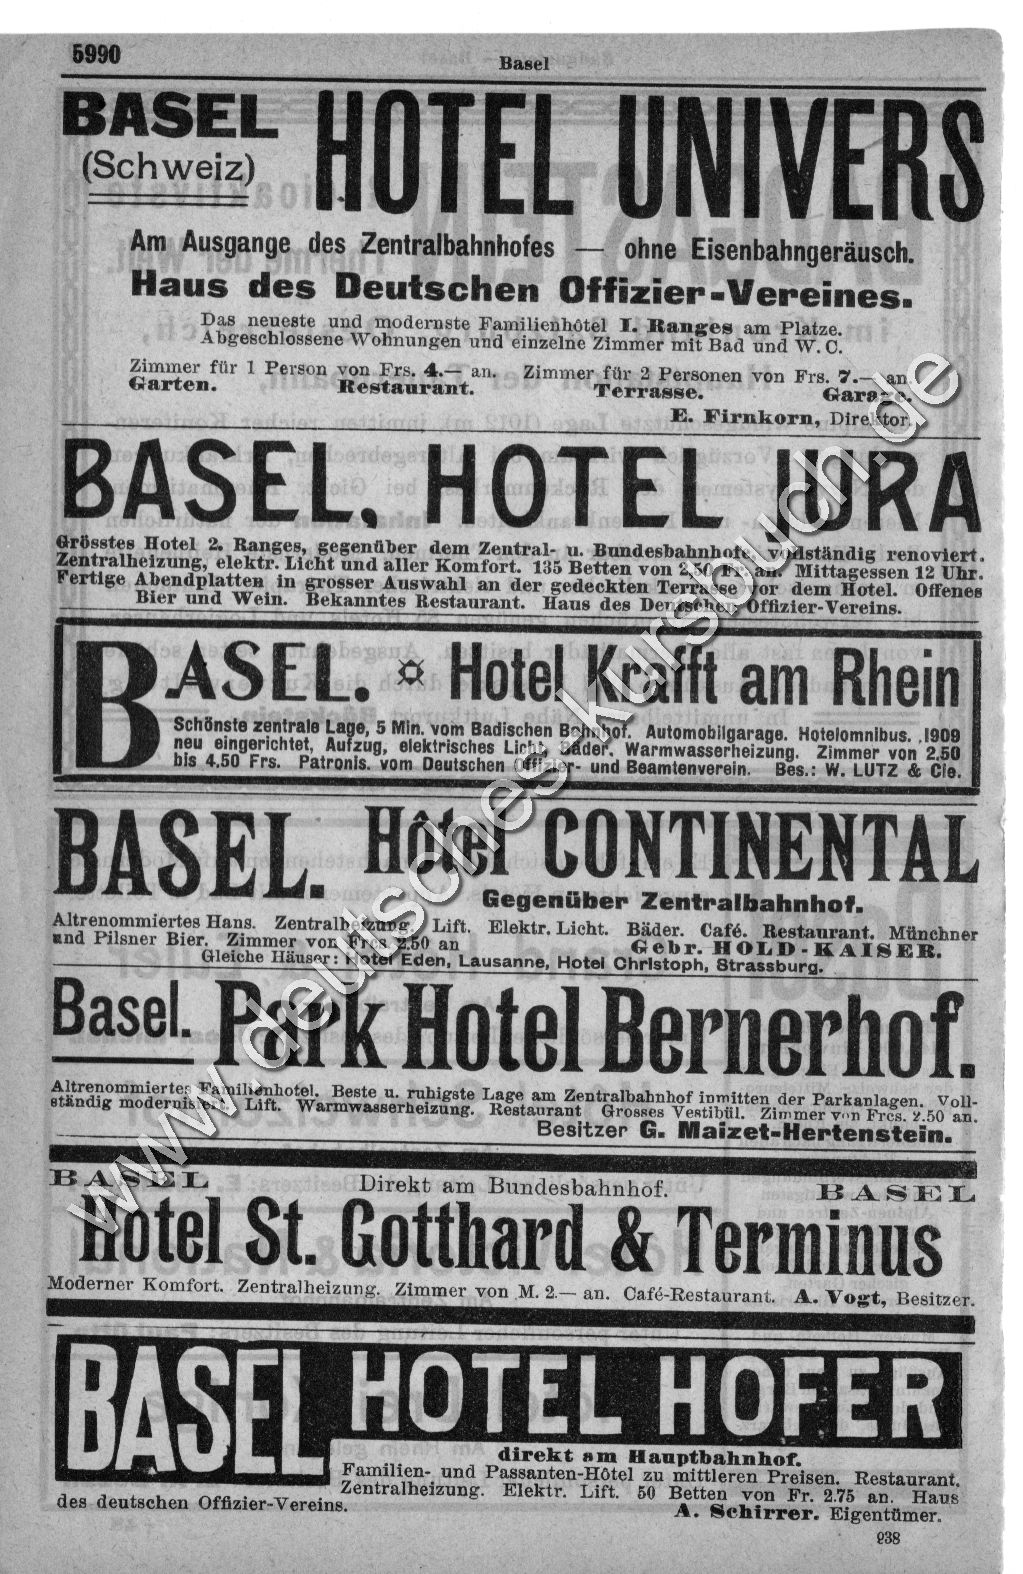 5990
Basel
BASEL
(Schweiz)
HOTEL UNIVERS
Am Ausgange des Zentralbahnhofes — ohne Eisenbahngeräusch.
Haus des Deutschen Offizier-Vereines.
Das neueste und modernste Familienhôtel I. Ranges am Platze.
Abgeschlossene Wohnungen und einzelne Zimmer mit Bad und W. C.
Zimmer für 1 Person von Frs. 4.— an. Zimmer für 2 Personen von Frs. 7.— an.
Garten. Restaurant. Terrasse. Garage.
E. Firnkorn, Direktor.
BASEL, HOTEL JURA
Grösstes Hotel 2. Ranges, gegenüber dem Zentral- u. Bundesbahnhofe, vollständig renoviert.
Zentralheizung, elektr. Licht und aller Komfort. 135 Betten von 2,50 Fr. an. Mittagessen 12 Uhr.
Fertige Abendplatten in grosser Auswahl an der gedeckten Terrasse vor dem Hotel. Offenes
Bier und Wein. Bekanntes Restaurant. Haus des Deutschen Offizier-Vereins.
BASEL. ¤ Hotel Krafft am Rhein
Schönste zentrale Lage, 5 Min. vom Badischen Bahnhof. Automobilgarage. Hotelomnibus. 1909
neu eingerichtet, Aufzug, elektrisches Licht, Bäder. Warmwasserheizung. Zimmer von 2.50
bis 4.50 Frs. Patronis. vom Deutschen Offizier- und Beamtenverein. Bes.: W. LUTZ & Cie.
BASEL. Hôtel CONTINENTAL
Gegenüber Zentralbahnhof.
Altrenommiertes Hans. Zentralheizung. Lift. Elektr. Licht. Bäder. Café. Restaurant. Münchner
und Pilsner Bier. Zimmer von Frcs 2.50 an Gebr. HOLD-KAISER.
Gleiche Häuser: Hotel Eden, Lausanne, Hotel Christoph, Strassburg.
Basel. Park Hotel Bernerhof.
Altrenommiertes Familienhotel. Beste u. ruhigste Lage am Zentralbahnhof inmitten der Parkanlagen. Voll-
ständig modernisiert. Lift. Warmwasserheizung. Restaurant Grosses Vestibül. Zimmer von Frcs. 2.50 an.
Besitzer G. Maizet-Hertenstein.
BASEL Direkt am Bundesbahnhof. BASEL
Hotel St. Gotthard & Terminus
Moderner Komfort. Zentralheizung. Zimmer von M. 2.— an. Café-Restaurant. A. Vogt, Besitzer.
BASEL HOTEL HOFER
direkt am Hauptbahnhof.
Familien- und Passanten-Hôtel zu mittleren Preisen. Restaurant.
Zentralheizung. Elektr. Lift. 50 Betten von Fr. 2.75 an. Haus
des deutschen Offizier-Vereins.
A. Schirrer. Eigentümer.
238
www.deutsches-kursbuch.de